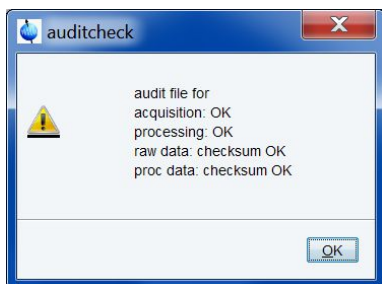 auditcheck
audit file for
acquisition: OK
processing: OK
raw data: checksum OK
proc data: checksum OK
OK